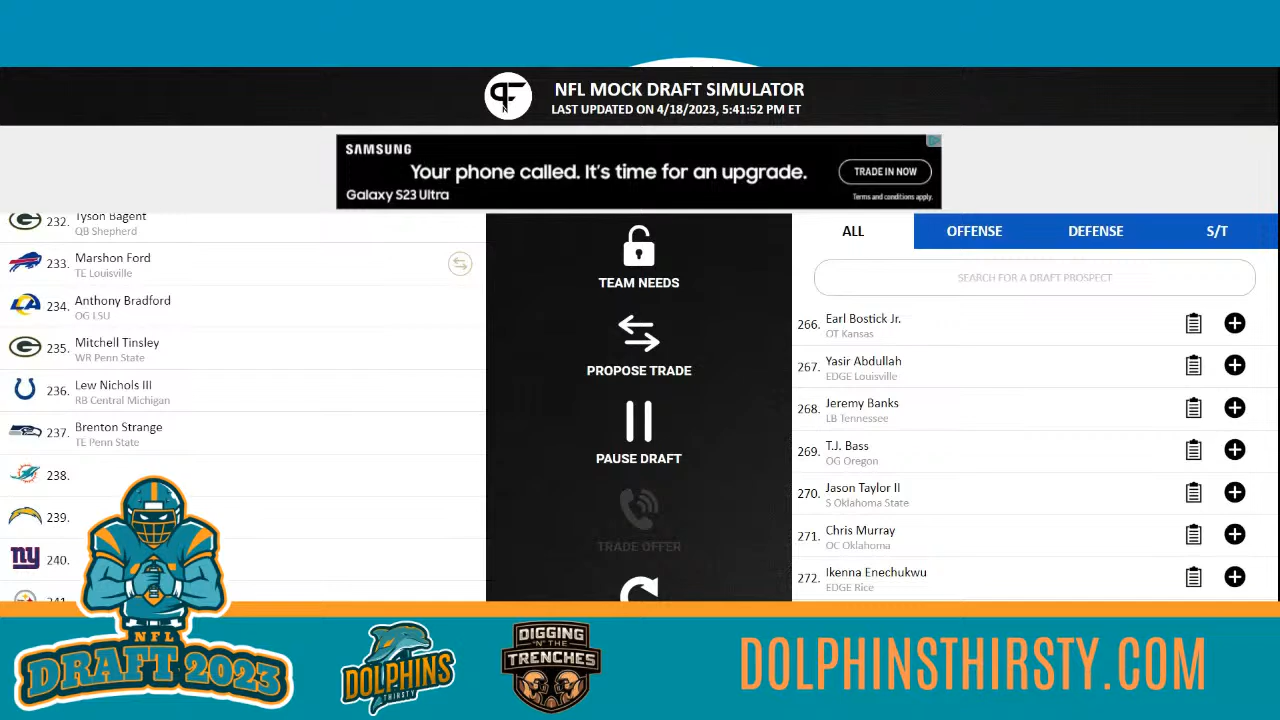 PFN
NFL MOCK DRAFT SIMULATOR
LAST UPDATED ON 4/18/2023, 5:41:52 PM ET
SAMSUNG
Your phone called. It's time for an upgrade.
Galaxy S23 Ultra
TRADE IN NOW
Terms and conditions apply.
232. Tyson Bagent
QB Shepherd
233. Marshon Ford
TE Louisville
234. Anthony Bradford
OG LSU
235. Mitchell Tinsley
WR Penn State
236. Lew Nichols III
RB Central Michigan
237. Brenton Strange
TE Penn State
238.
239.
ny 240.
241.
TEAM NEEDS
PROPOSE TRADE
PAUSE DRAFT
TRADE OFFER
ALL OFFENSE DEFENSE S/T
SEARCH FOR A DRAFT PROSPECT
266. Earl Bostick Jr.
OT Kansas
267. Yasir Abdullah
EDGE Louisville
268. Jeremy Banks
LB Tennessee
269. T.J. Bass
OG Oregon
270. Jason Taylor II
S Oklahoma State
271. Chris Murray
OC Oklahoma
272. Ikenna Enechukwu
EDGE Rice
NFL
DRAFT 2023
DOLPHINS
THIRSTY
DIGGING
"N" THE
TRENCHES
DOLPHINSTHIRSTY.COM